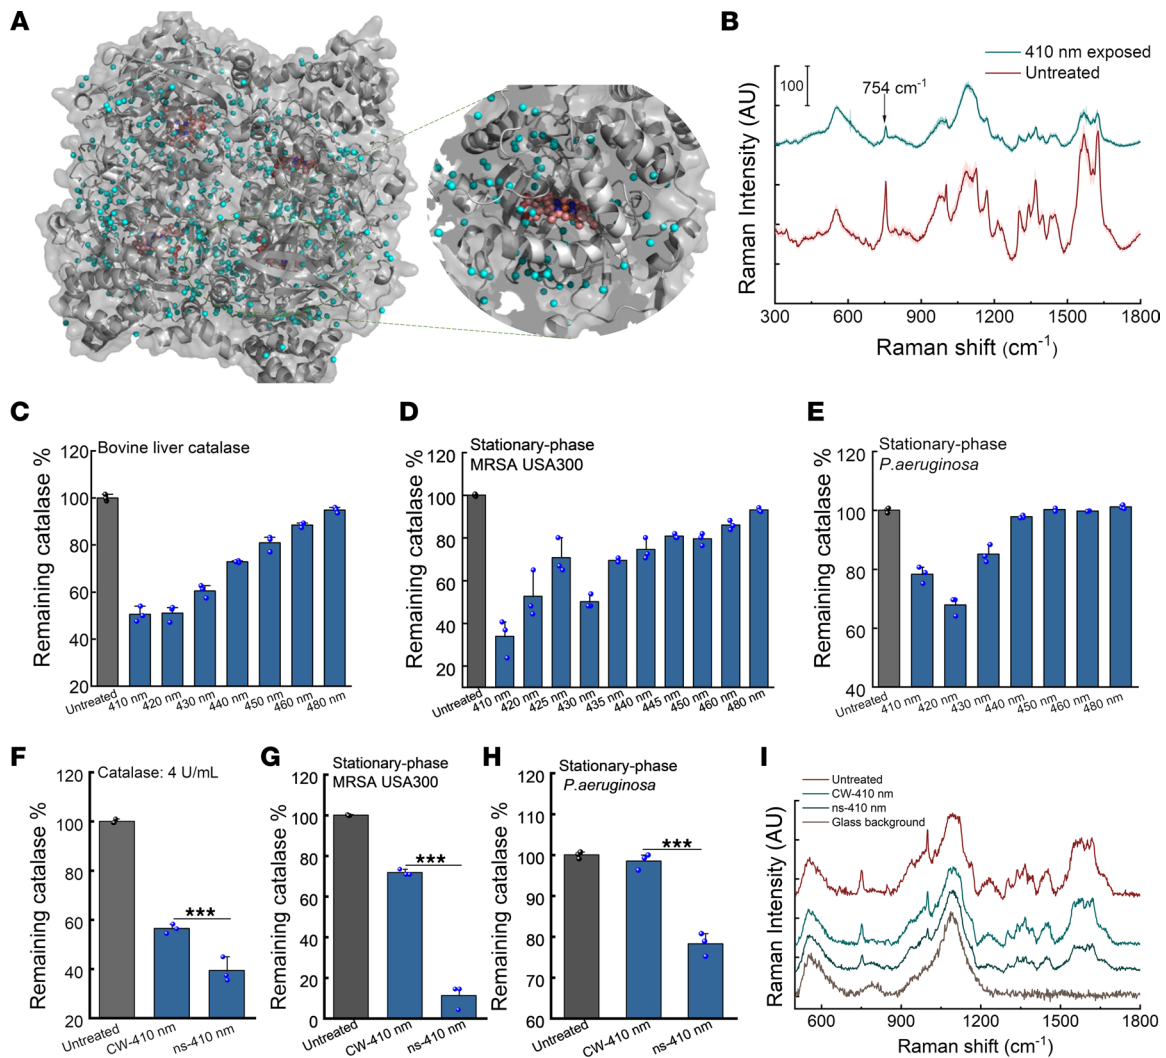 A
B
410 nm exposed
Untreated
100
754 cm⁻¹
Raman Intensity (AU)
300 600 900 1200 1500 1800
Raman shift (cm⁻¹)
C
Bovine liver catalase
Remaining catalase %
120
100
80
60
40
20
Untreated 410 nm 420 nm 430 nm 440 nm 450 nm 460 nm 480 nm
D
Stationary-phase
MRSA USA300
Remaining catalase %
120
100
80
60
40
20
Untreated 410 nm 420 nm 425 nm 430 nm 435 nm 440 nm 445 nm 450 nm 460 nm 480 nm
E
Stationary-phase
P.aeruginosa
Remaining catalase %
120
100
80
60
40
Untreated 410 nm 420 nm 430 nm 440 nm 450 nm 460 nm 480 nm
F
Catalase: 4 U/mL
Remaining catalase %
120
100
80
60
40
20
***
Untreated CW-410 nm ns-410 nm
G
Stationary-phase
MRSA USA300
Remaining catalase %
120
100
80
60
40
20
0
***
Untreated CW-410 nm ns-410 nm
H
Stationary-phase
P.aeruginosa
Remaining catalase %
120
110
100
90
80
70
60
***
Untreated CW-410 nm ns-410 nm
I
Untreated
CW-410 nm
ns-410 nm
Glass background
Raman Intensity (AU)
600 900 1200 1500 1800
Raman shift (cm⁻¹)